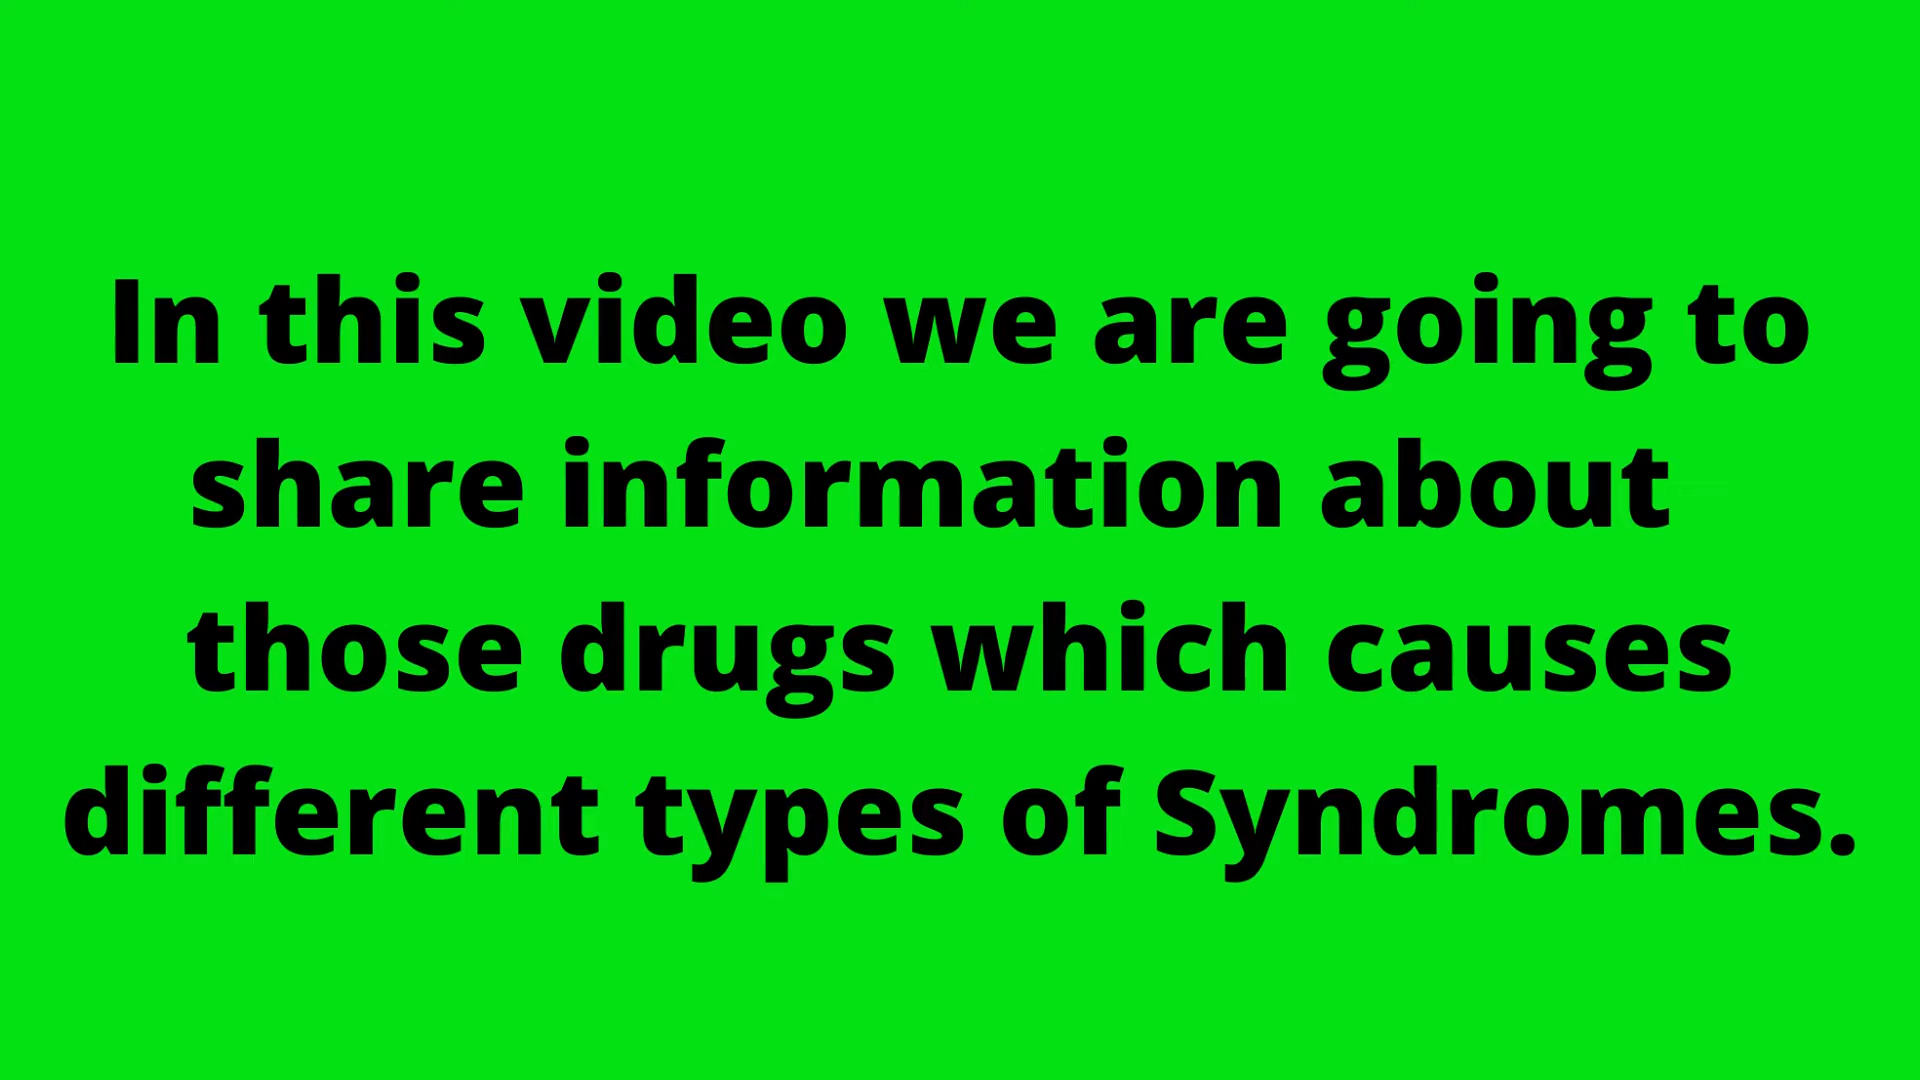 In this video we are going to
share information about
those drugs which causes
different types of Syndromes.